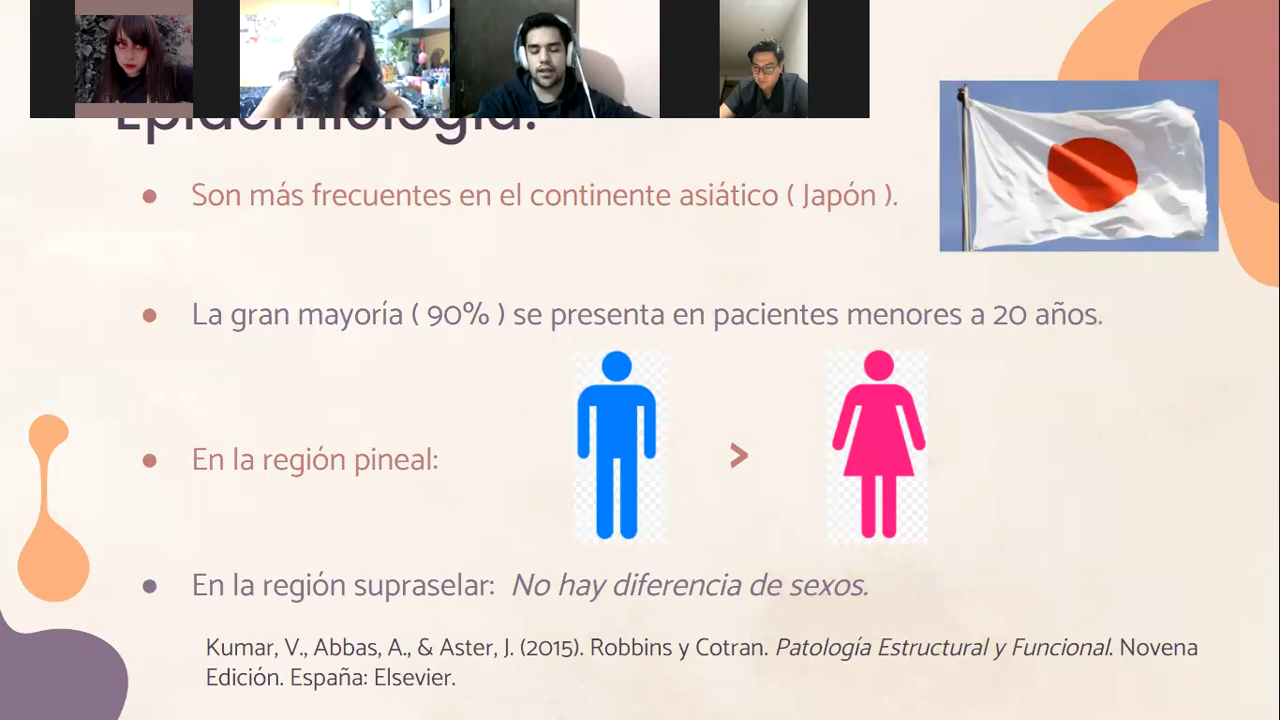 Epidemiología:
Son más frecuentes en el continente asiático ( Japón ).
La gran mayoría ( 90% ) se presenta en pacientes menores a 20 años.
En la región pineal:
>
En la región supraselar: No hay diferencia de sexos.
Kumar, V., Abbas, A., & Aster, J. (2015). Robbins y Cotran. Patología Estructural y Funcional. Novena
Edición. España: Elsevier.